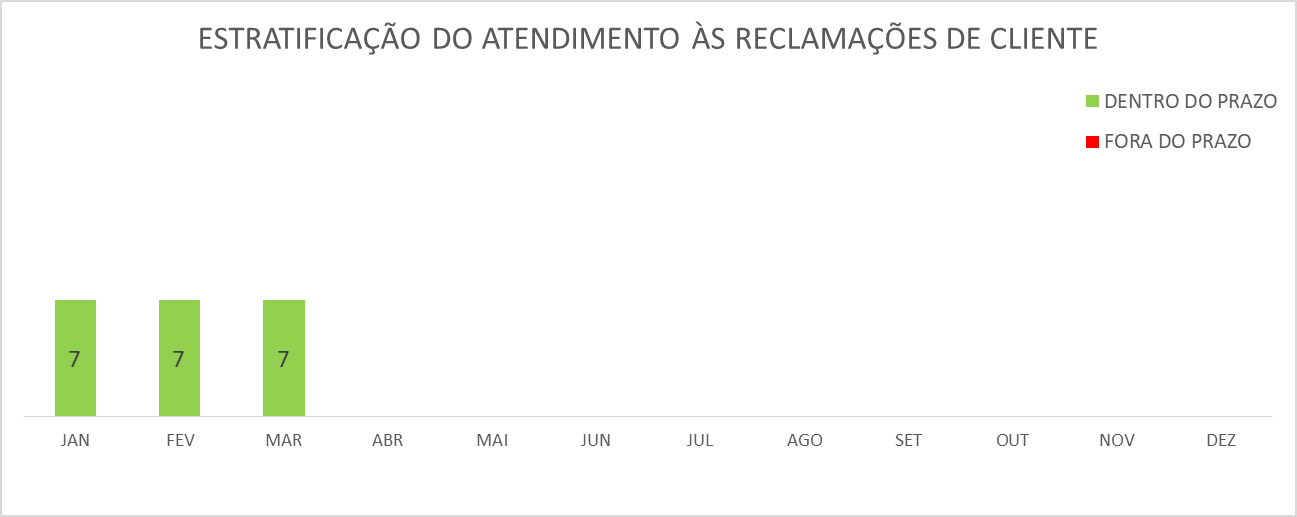 ESTRATIFICAÇÃO DO ATENDIMENTO ÀS RECLAMAÇÕES DE CLIENTE
DENTRO DO PRAZO
FORA DO PRAZO
7 7 7
JAN FEV MAR ABR MAI JUN JUL AGO SET OUT NOV DEZ